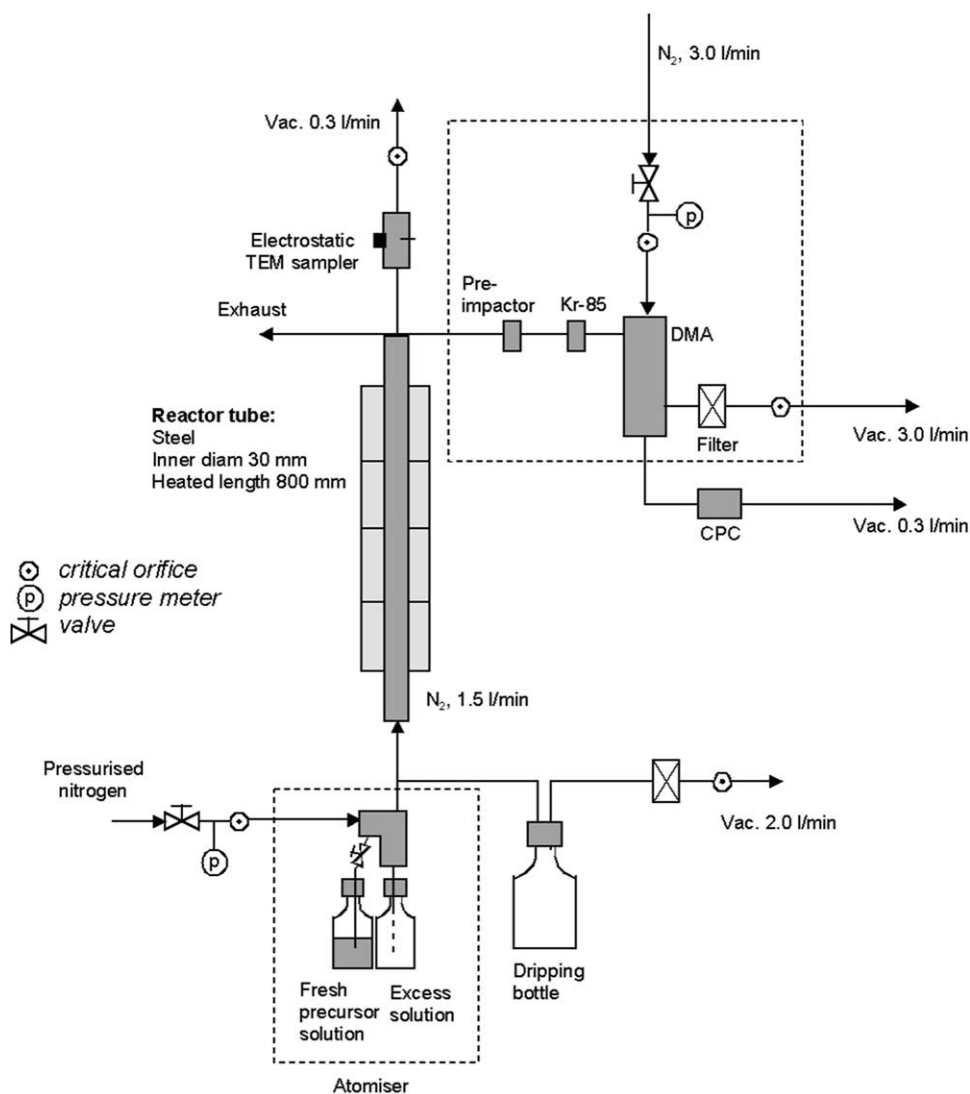 N₂, 3.0 l/min
Vac. 0.3 l/min
p
Electrostatic
TEM sampler
Pre-
impactor
Kr-85
Exhaust
DMA
Reactor tube:
Steel
Inner diam 30 mm
Heated length 800 mm
Filter
Vac. 3.0 l/min
CPC
Vac. 0.3 l/min
critical orifice
p
pressure meter
valve
N₂, 1.5 l/min
Pressurised
nitrogen
Vac. 2.0 l/min
p
Fresh
precursor
solution
Excess
solution
Dripping
bottle
Atomiser